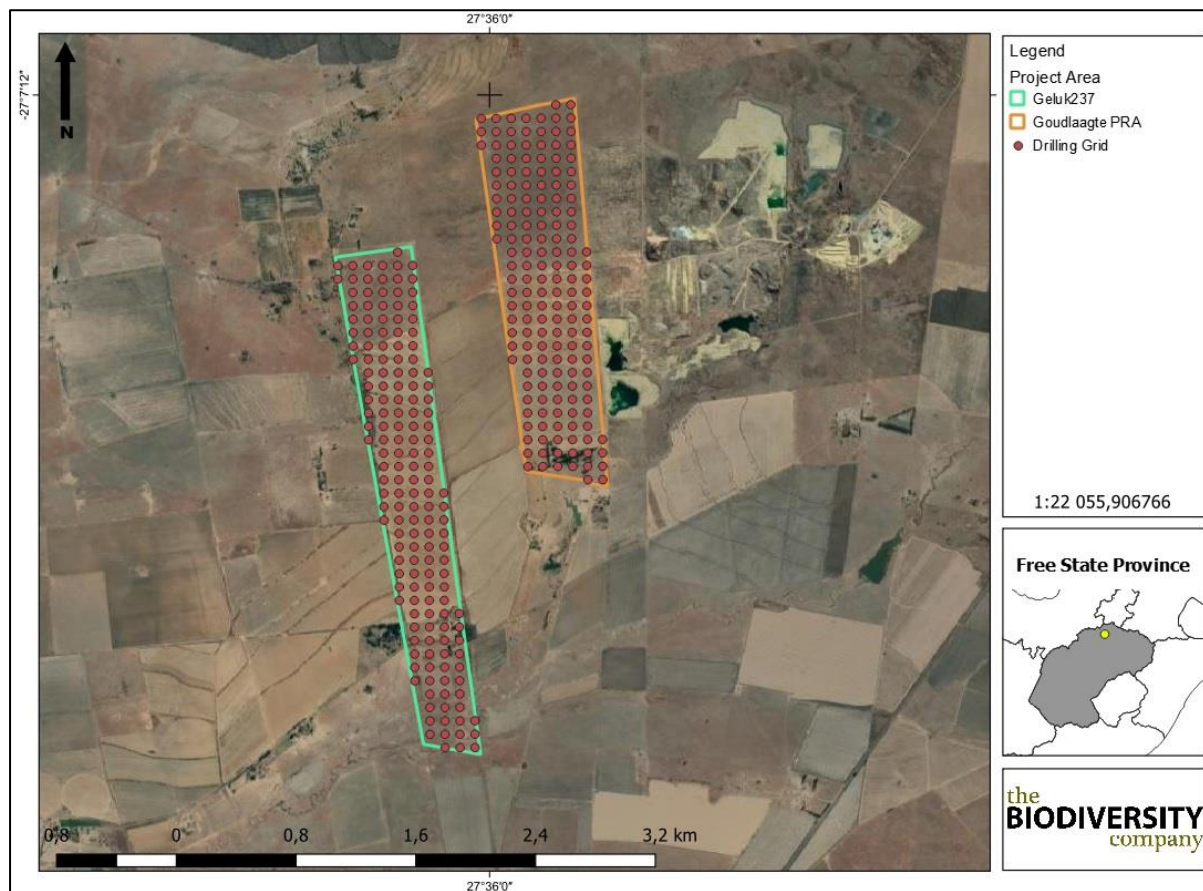 27°36'0"
-27°7'12"
N
Legend
Project Area
Geluk237
Goudlaagte PRA
Drilling Grid
1:22 055,906766
Free State Province
0,8 0 0,8 1,6 2,4 3,2 km
27°36'0"
the
BIODIVERSITY
company